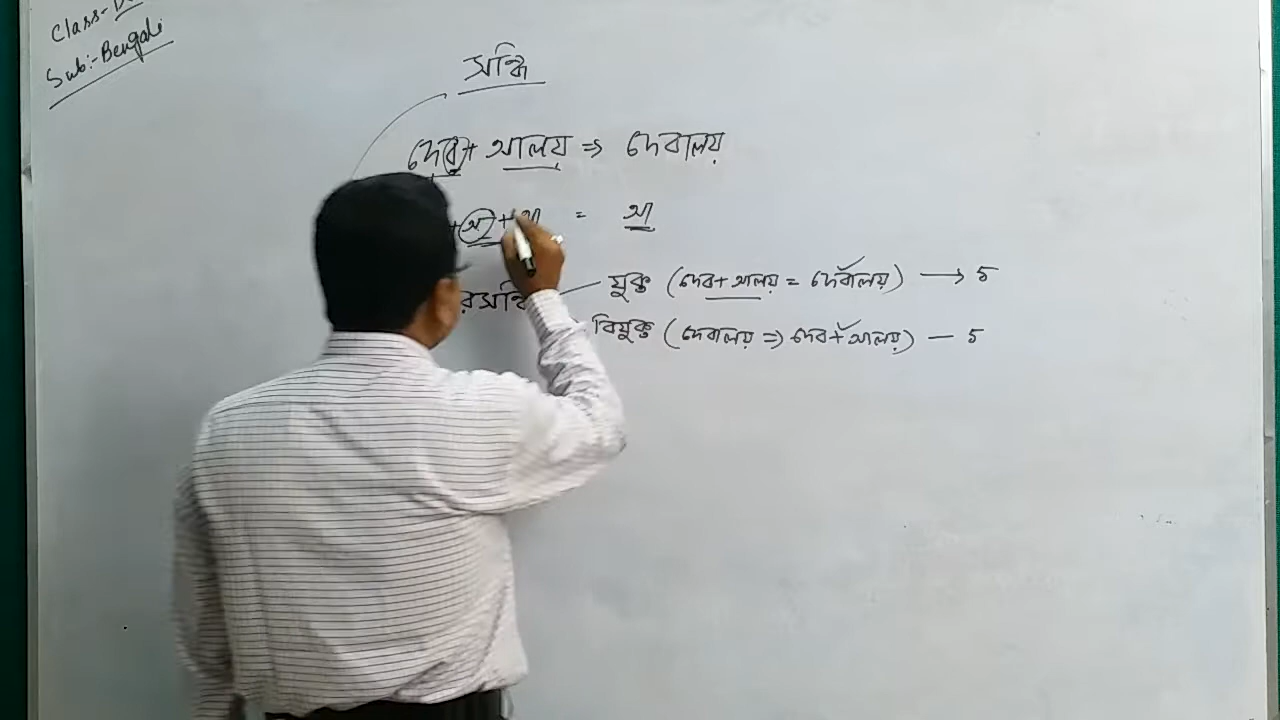 Class-
Sub:-Bengali
সন্ধি
দেব + আলয় => দেবালয়
+ অ + আ = আ
যুক্ত (দেব + আলয় = দেবালয়) → ৫
বিযুক্ত (দেবালয় => দেব + আলয়) — ৫